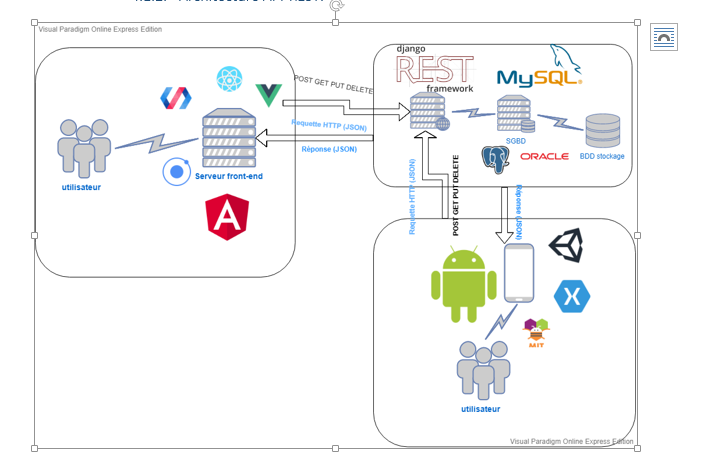 Visual Paradigm Online Express Edition
django
REST
framework
MySQL
POST GET PUT DELETE
Requette HTTP (JSON)
Réponse (JSON)
SGBD
ORACLE
BDD stockage
utilisateur
Serveur front-end
Requette HTTP (JSON)
POST GET PUT DELETE
Réponse (JSON)
MIT
utilisateur
Visual Paradigm Online Express Edition